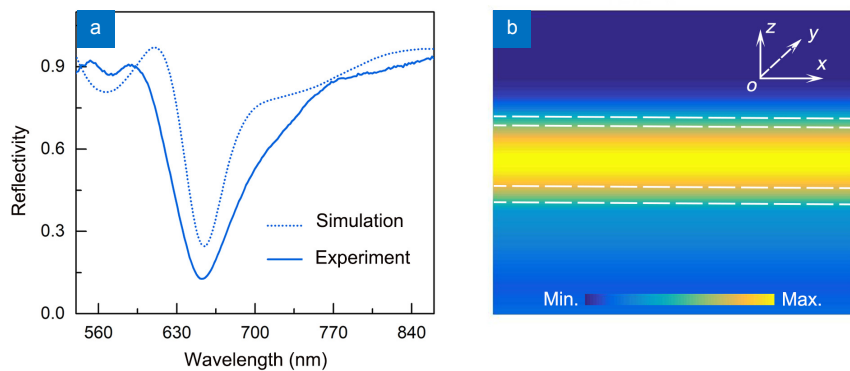 a
0.9
0.6
0.3
0.0
Reflectivity
Simulation
Experiment
560 630 700 770 840
Wavelength (nm)
b
z
y
x
o
Min. Max.